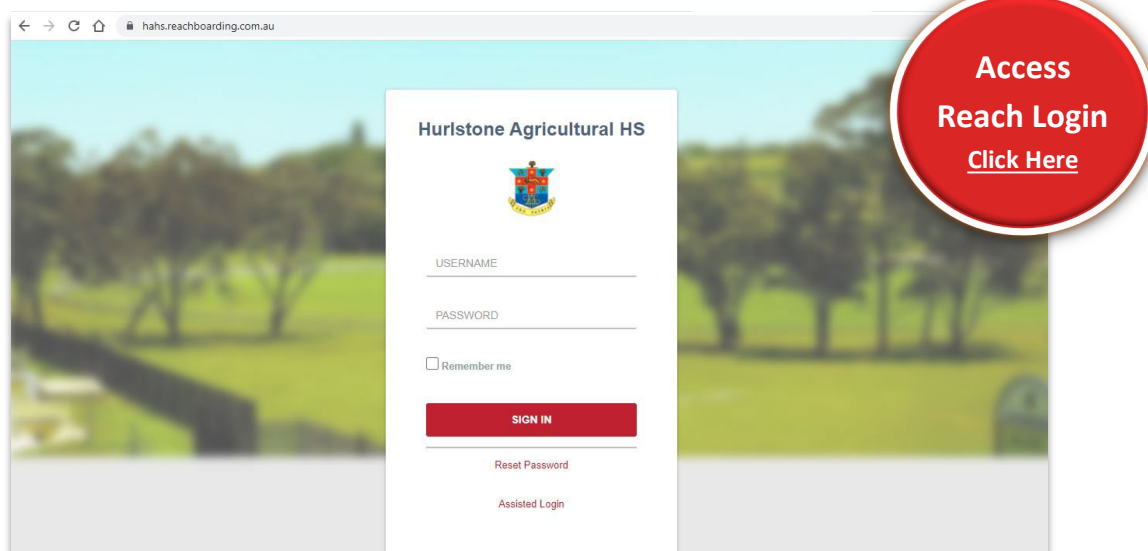 hahs.reachboarding.com.au
Access
Reach Login
Click Here
Hurlstone Agricultural HS
USERNAME
PASSWORD
Remember me
SIGN IN
Reset Password
Assisted Login